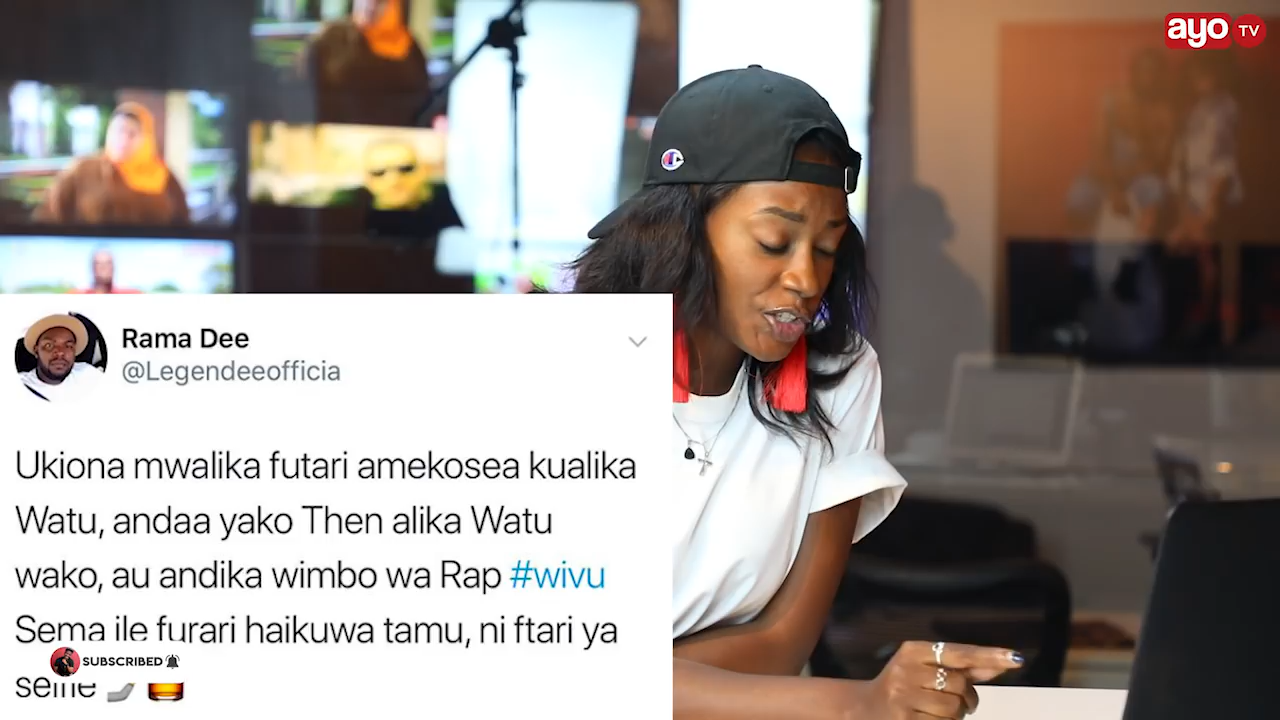 ayo TV
Rama Dee
@Legendeeofficia
Ukiona mwalika futari amekosea kualika
Watu, andaa yako Then alika Watu
wako, au andika wimbo wa Rap #wivu
Sema ile furari haikuwa tamu, ni ftari ya
SUBSCRIBED